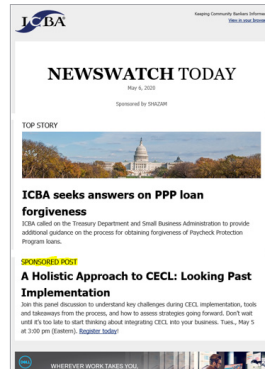 ICBA
Keeping Community Bankers Informed
View in your browser
NEWSWATCH TODAY
May 6, 2020
Sponsored by SHAZAM
TOP STORY
ICBA seeks answers on PPP loan
forgiveness
ICBA called on the Treasury Department and Small Business Administration to provide
additional guidance on the process for obtaining forgiveness of Paycheck Protection
Program loans.
SPONSORED POST
A Holistic Approach to CECL: Looking Past
Implementation
Join this panel discussion to understand key challenges during CECL implementation, tools
and takeaways from the process, and how to assess strategies going forward. Don't wait
until it's too late to start thinking about integrating CECL into your business. Tues., May 5
at 3:00 pm (Eastern). Register today!
DELL
WHEREVER WORK TAKES YOU,